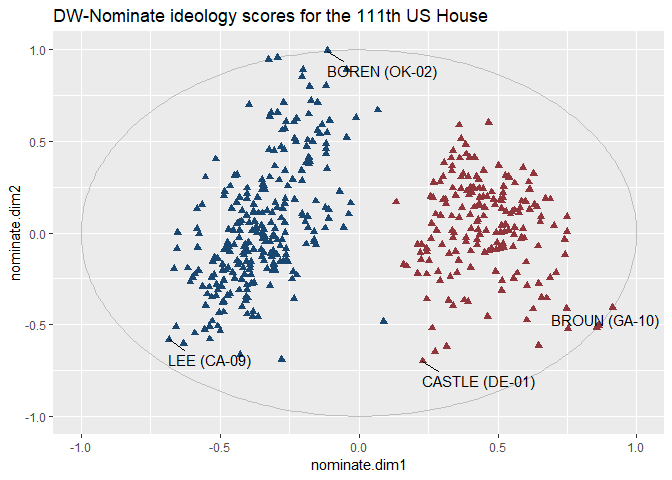 DW-Nominate ideology scores for the 111th US House
1.0
BOREN (OK-02)
0.5
nominate.dim2
0.0
-0.5
BROUN (GA-10)
LEE (CA-09)
CASTLE (DE-01)
-1.0
-1.0 -0.5 0.0 0.5 1.0
nominate.dim1